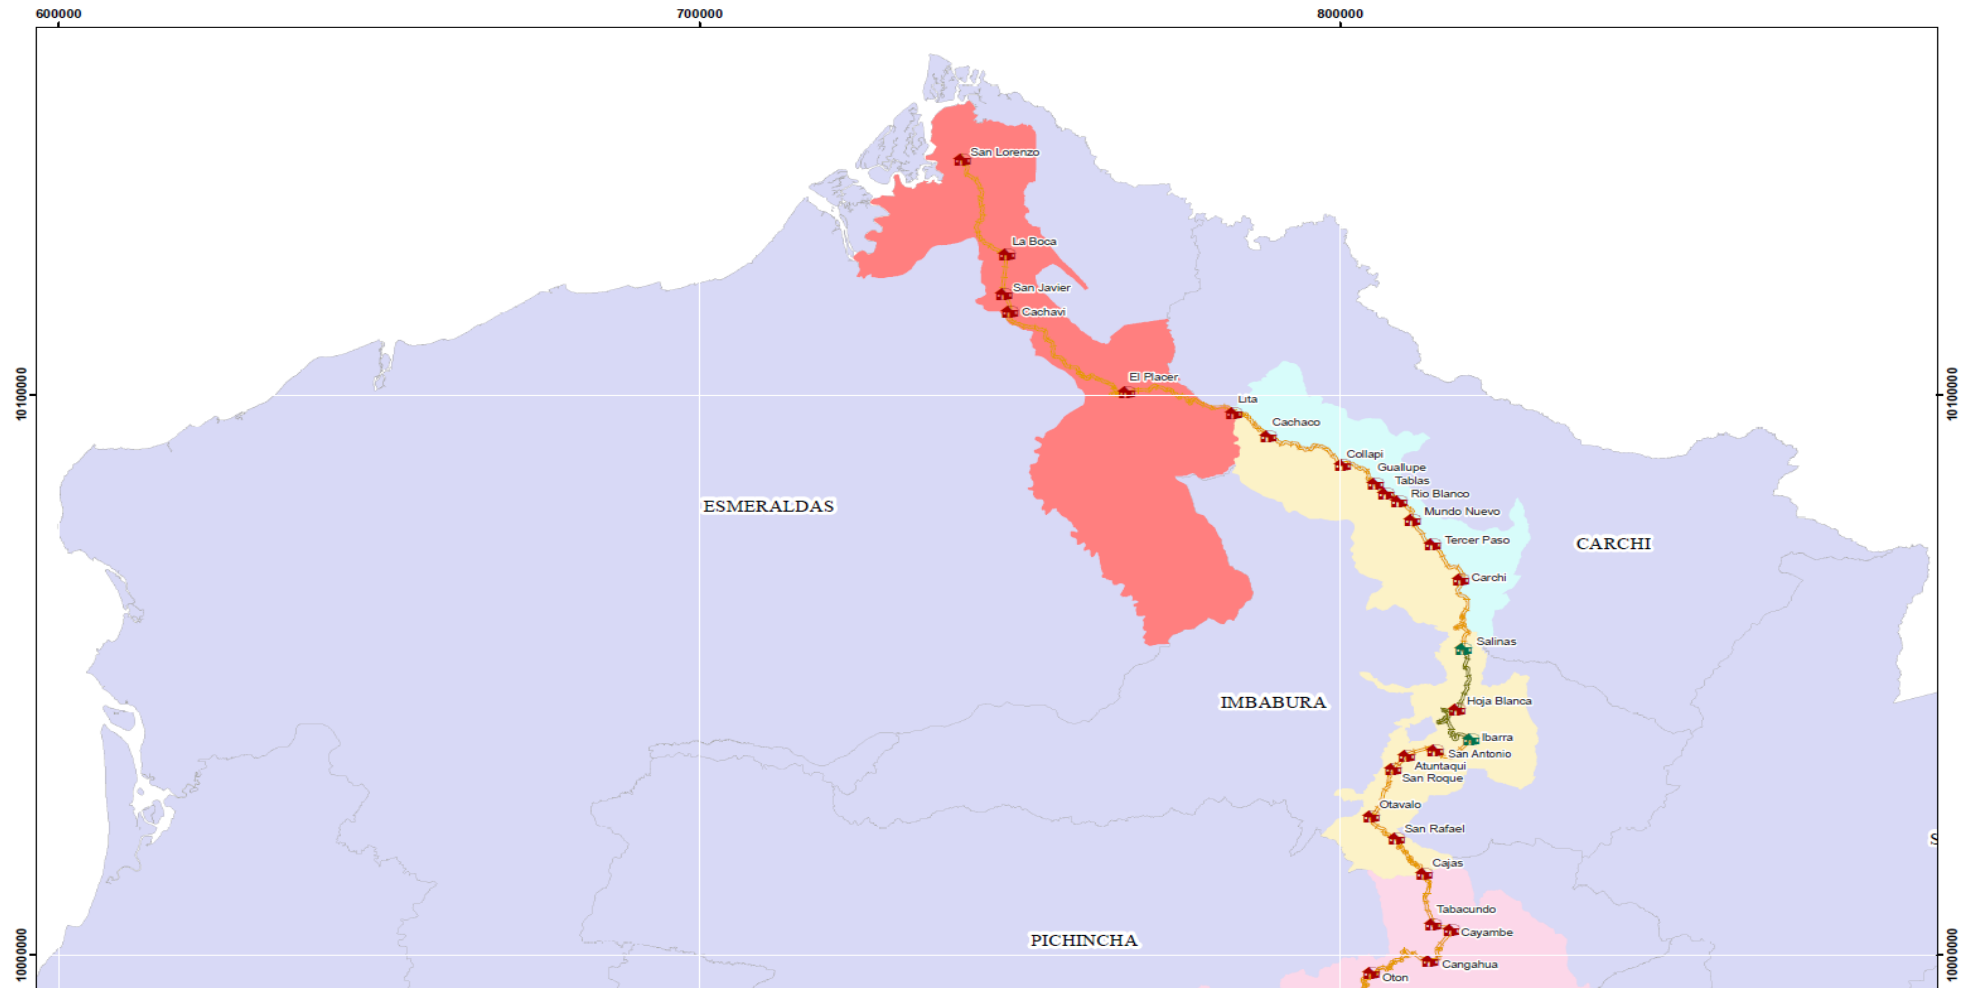 600000
700000
800000
San Lorenzo
La Boca
San Javier
Cachavi
El Placer
10100000
10100000
Lita
Cachaco
Collapi
Guallupe
Tablas
Rio Blanco
ESMERALDAS
Mundo Nuevo
Tercer Paso
CARCHI
Carchi
Salinas
IMBABURA
Hoja Blanca
Ibarra
San Antonio
Atuntaqui
San Roque
Otavalo
San Rafael
S
Cajas
Tabacundo
Cayambe
PICHINCHA
10000000
10000000
Cangahua
Oton